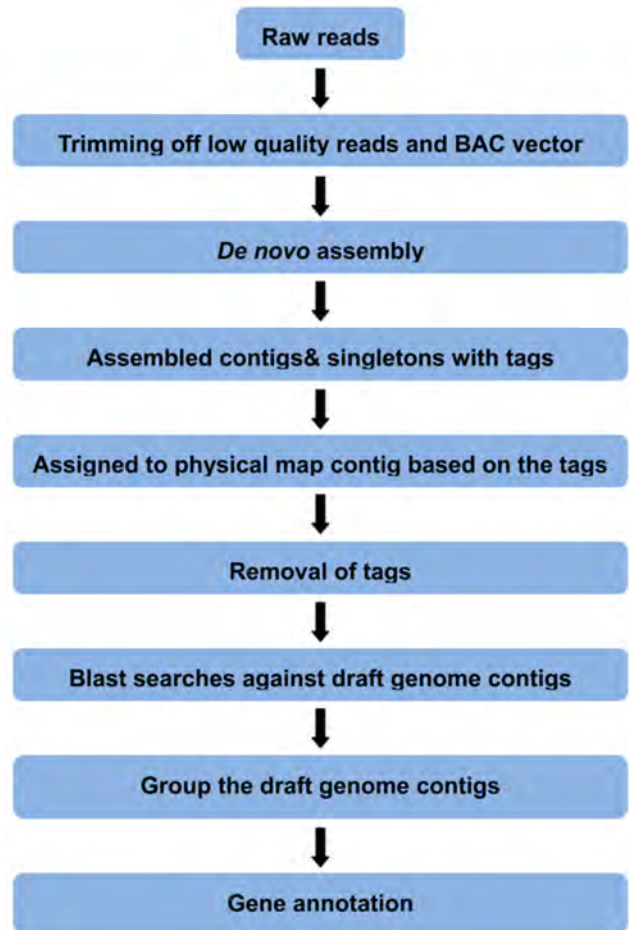 Raw reads
Trimming off low quality reads and BAC vector
De novo assembly
Assembled contigs& singletons with tags
Assigned to physical map contig based on the tags
Removal of tags
Blast searches against draft genome contigs
Group the draft genome contigs
Gene annotation